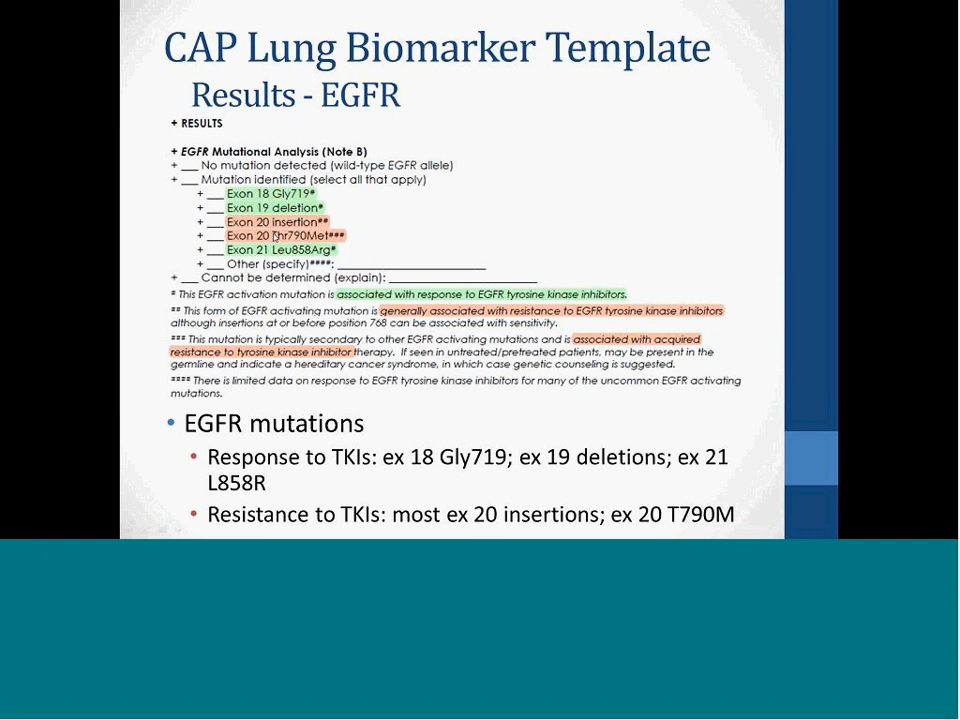 CAP Lung Biomarker Template
Results - EGFR
+ RESULTS
+ EGFR Mutational Analysis (Note B)
+ ___ No mutation detected (wild-type EGFR allele)
+ ___ Mutation identified (select all that apply)
+ ___ Exon 18 Gly719#
+ ___ Exon 19 deletion#
+ ___ Exon 20 insertion##
+ ___ Exon 20 Thr790Met###
+ ___ Exon 21 Leu858Arg#
+ ___ Other (specify)####: ______________________
+ ___ Cannot be determined (explain): ______________________
# This EGFR activation mutation is associated with response to EGFR tyrosine kinase inhibitors.
## This form of EGFR activating mutation is generally associated with resistance to EGFR tyrosine kinase inhibitors
although insertions at or before position 768 can be associated with sensitivity.
### This mutation is typically secondary to other EGFR activating mutations and is associated with acquired
resistance to tyrosine kinase inhibitor therapy. If seen in untreated/pretreated patients, may be present in the
germline and indicate a hereditary cancer syndrome, in which case genetic counseling is suggested.
#### There is limited data on response to EGFR tyrosine kinase inhibitors for many of the uncommon EGFR activating
mutations.
• EGFR mutations
• Response to TKIs: ex 18 Gly719; ex 19 deletions; ex 21
L858R
• Resistance to TKIs: most ex 20 insertions; ex 20 T790M